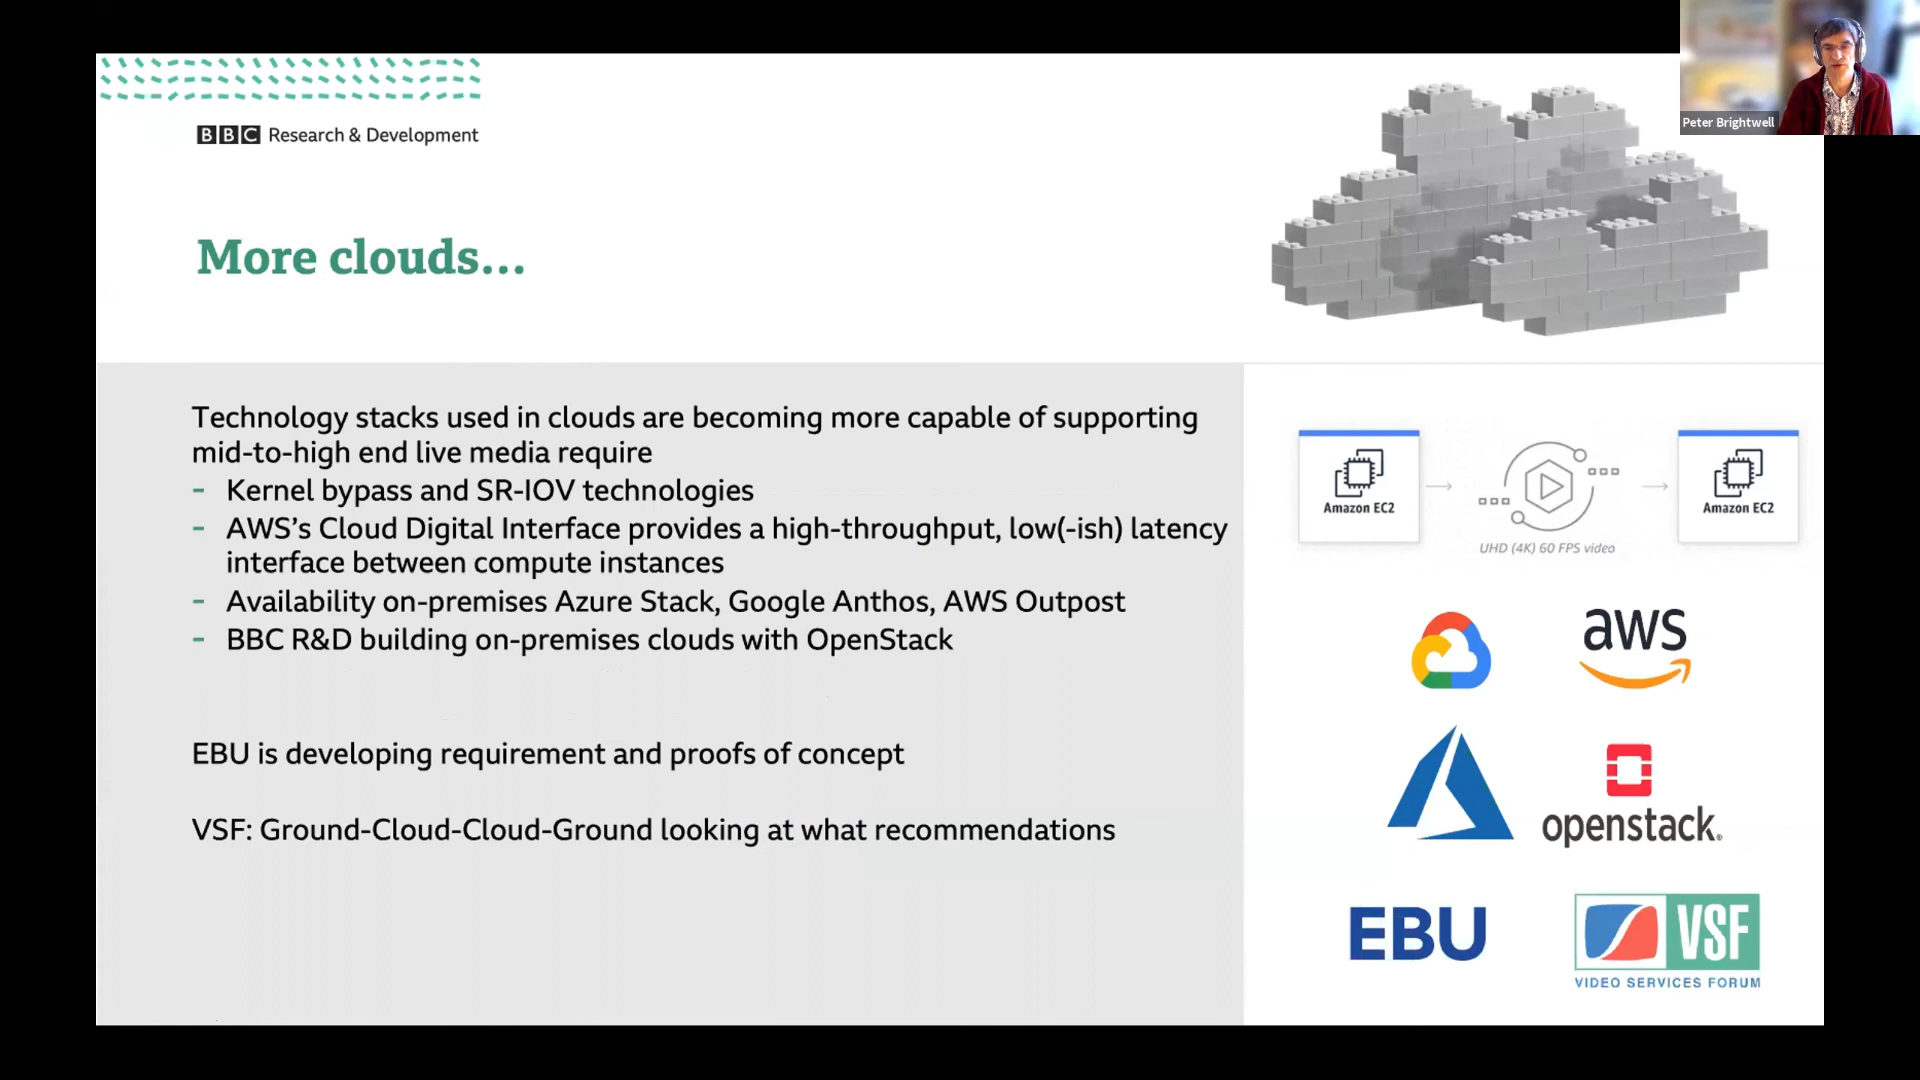 BBC Research & Development
Peter Brightwell
More clouds...
Technology stacks used in clouds are becoming more capable of supporting
mid-to-high end live media require
- Kernel bypass and SR-IOV technologies
- AWS’s Cloud Digital Interface provides a high-throughput, low(-ish) latency
interface between compute instances
- Availability on-premises Azure Stack, Google Anthos, AWS Outpost
- BBC R&D building on-premises clouds with OpenStack
EBU is developing requirement and proofs of concept
VSF: Ground-Cloud-Cloud-Ground looking at what recommendations
Amazon EC2
Amazon EC2
UHD (4K) 60 FPS video
aws
openstack.
EBU
VSF
VIDEO SERVICES FORUM